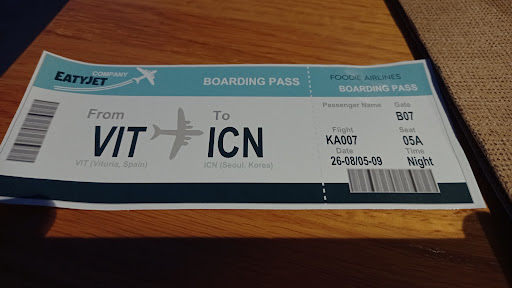 COMPANY
EATYJET
BOARDING PASS
From
To
VIT
ICN
VIT (Vitoria, Spain)
ICN (Seoul, Korea)
FOODIE AIRLINES
BOARDING PASS
Passenger Name
Gate
B07
Flight
Seat
KA007
05A
Date
Time
26-08/05-09
Night